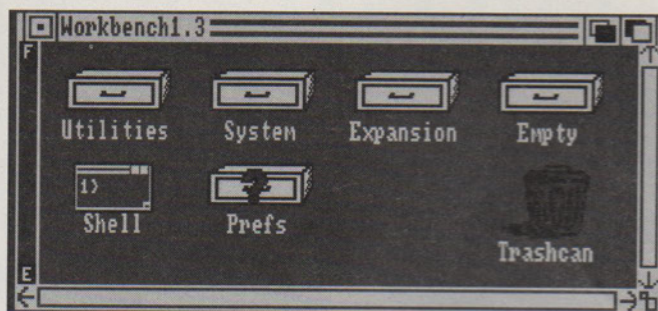 Workbench1.3
F
Utilities System Expansion Empty
1>
Shell Prefs
Trashcan
E